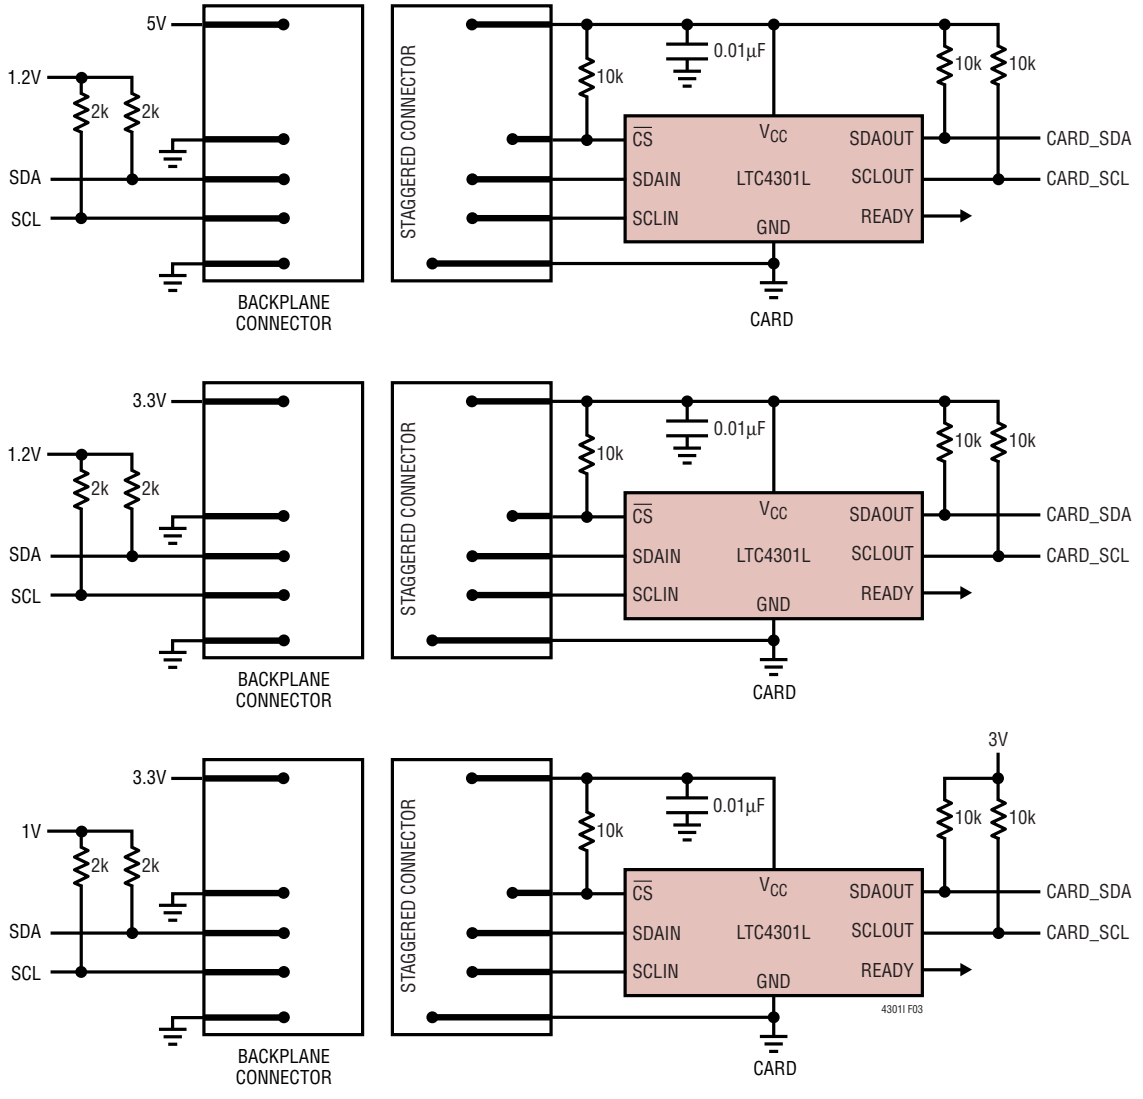 5V
1.2V
2k
2k
SDA
SCL
BACKPLANE
CONNECTOR
STAGGERED CONNECTOR
10k
0.01µF
10k
10k
CS
VCC
SDAOUT
SDAIN
LTC4301L
SCLOUT
SCLIN
READY
GND
CARD_SDA
CARD_SCL
CARD
3.3V
1.2V
2k
2k
SDA
SCL
BACKPLANE
CONNECTOR
STAGGERED CONNECTOR
10k
0.01µF
10k
10k
CS
VCC
SDAOUT
SDAIN
LTC4301L
SCLOUT
SCLIN
READY
GND
CARD_SDA
CARD_SCL
CARD
3.3V
1V
2k
2k
SDA
SCL
BACKPLANE
CONNECTOR
STAGGERED CONNECTOR
10k
0.01µF
3V
10k
10k
CS
VCC
SDAOUT
SDAIN
LTC4301L
SCLOUT
SCLIN
READY
GND
CARD_SDA
CARD_SCL
4301l F03
CARD